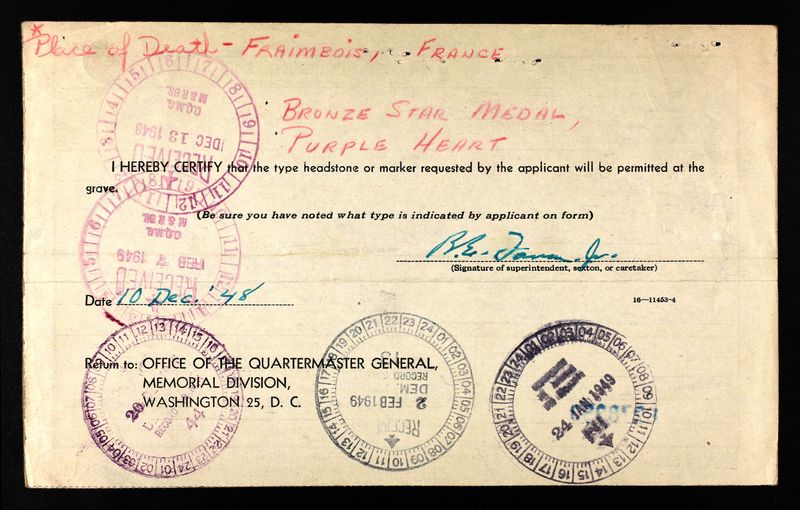 *Place of Death - FRAIMBOIS, FRANCE
BRONZE STAR MEDAL,
PURPLE HEART
I HEREBY CERTIFY that the type headstone or marker requested by the applicant will be permitted at the
grave.
(Be sure you have noted what type is indicated by applicant on form)
(Signature of superintendent, sexton, or caretaker)
Date 10 Dec. '48
16—11453-4
Return to: OFFICE OF THE QUARTERMASTER GENERAL,
MEMORIAL DIVISION,
WASHINGTON 25, D. C.
RECEIVED
DEC 13 1948
O.Q.M.G.
M & R BR.
RECEIVED
FEB 2 1949
O.Q.M.G.
M & R BR.
2 FEB 1949
24 JAN 1949
IN